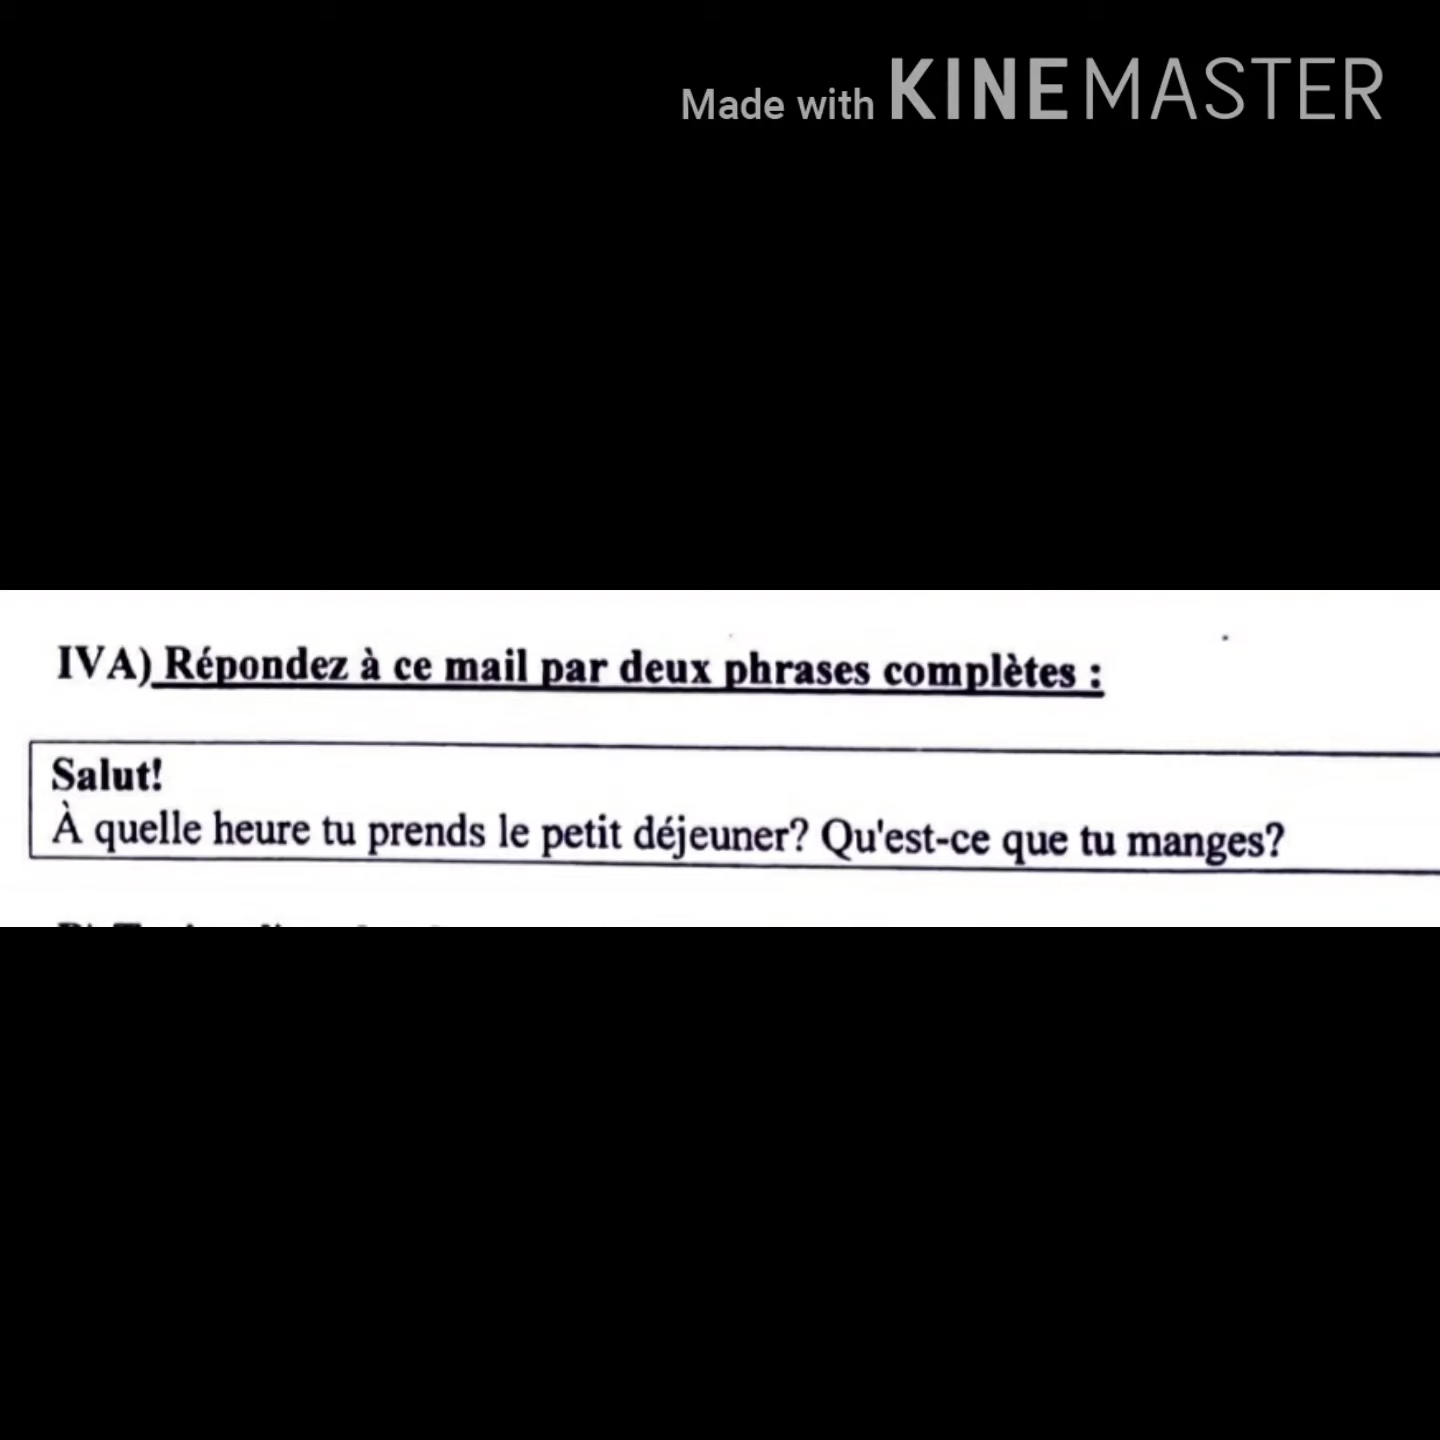 Made with KINEMASTER
IVA) Répondez à ce mail par deux phrases complètes :
Salut!
À quelle heure tu prends le petit déjeuner? Qu'est-ce que tu manges?